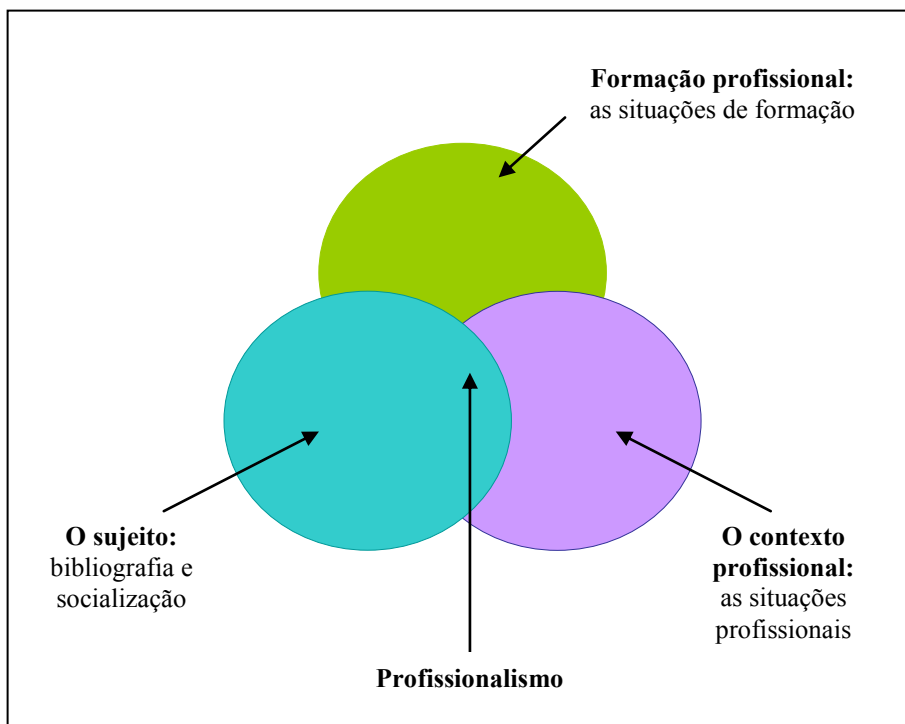 Formação profissional:
as situações de formação
O sujeito:
bibliografia e
socialização
O contexto
profissional:
as situações
profissionais
Profissionalismo